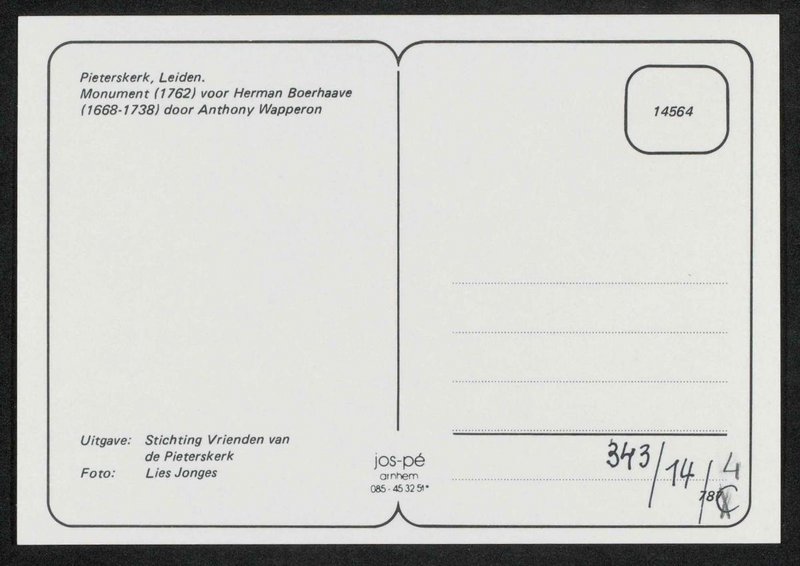 Pieterskerk, Leiden.
Monument (1762) voor Herman Boerhaave
(1668-1738) door Anthony Wapperon
14564
Uitgave: Stichting Vrienden van
de Pieterskerk
Foto: Lies Jonges
jos-pé
arnhem
085 - 45 32 51*
343/14/4